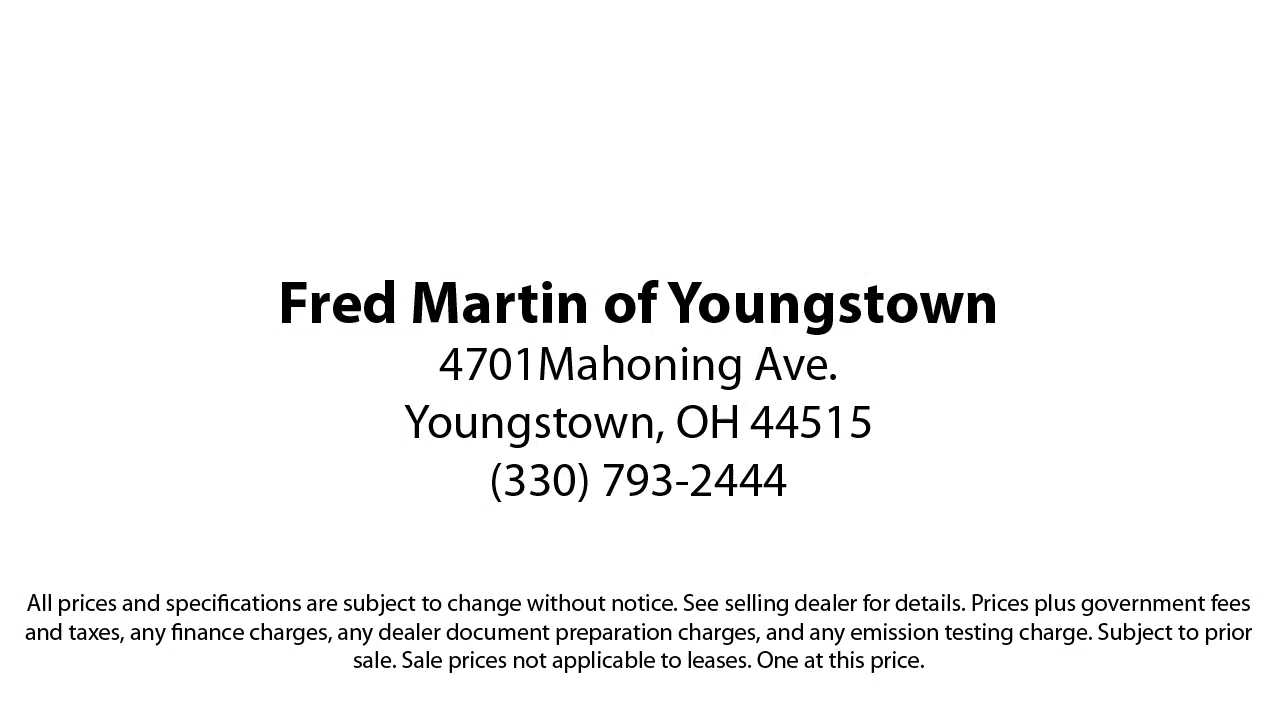 Fred Martin of Youngstown
4701Mahoning Ave.
Youngstown, OH 44515
(330) 793-2444
All prices and specifications are subject to change without notice. See selling dealer for details. Prices plus government fees
and taxes, any finance charges, any dealer document preparation charges, and any emission testing charge. Subject to prior
sale. Sale prices not applicable to leases. One at this price.